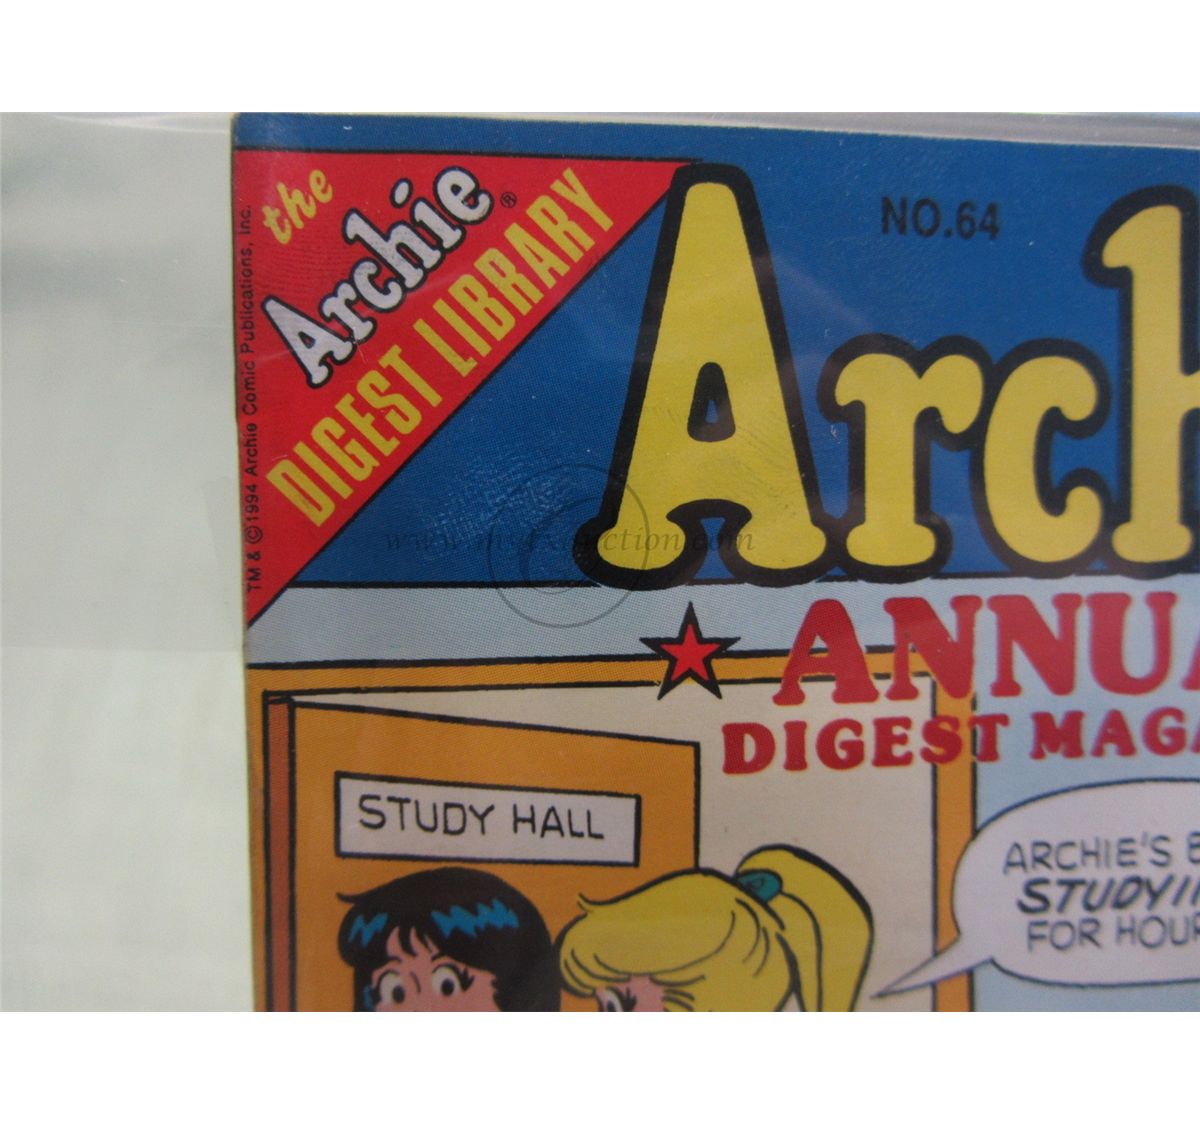 the
Archie®
DIGEST LIBRARY
TM & ©1994 Archie Comic Publications, Inc.
NO.64
Arch
ANNUA
DIGEST MAGA
STUDY HALL
ARCHIE'S B
STUDYIN
FOR HOUR